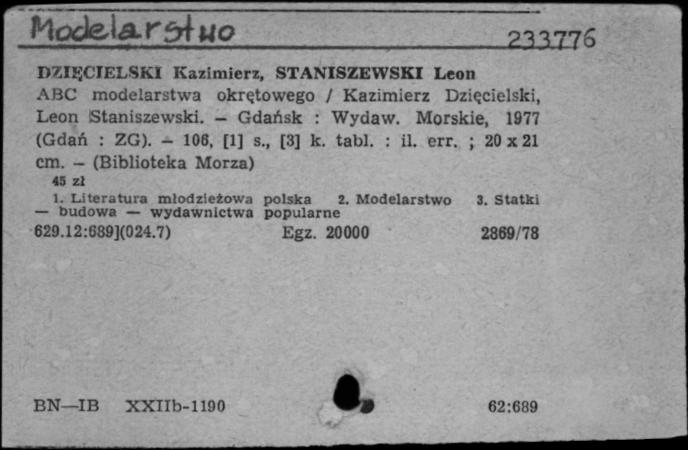 Modelarstwo
233776
DZIĘCIELSKI Kazimierz, STANISZEWSKI Leon
ABC modelarstwa okrętowego / Kazimierz Dzięcielski,
Leon Staniszewski. — Gdańsk : Wydaw. Morskie, 1977
(Gdań : ZG). — 106, [1] s., [3] k. tabl. : il. err. ; 20 x 21
cm. — (Biblioteka Morza)
45 zł
1. Literatura młodzieżowa polska 2. Modelarstwo 3. Statki
— budowa — wydawnictwa popularne
629.12:689](024.7) Egz. 20000 2869/78
BN—IB XXIIb-1190 62:689